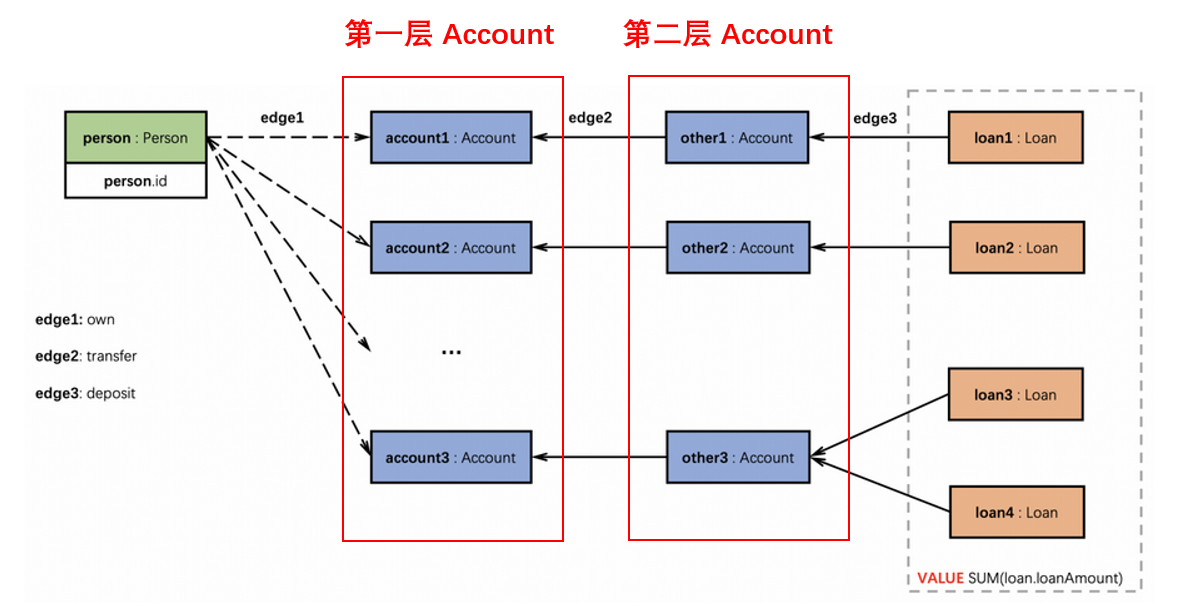 第一层 Account
第二层 Account
edge1
edge2
edge3
person : Person
person.id
account1 : Account
other1 : Account
loan1 : Loan
account2 : Account
other2 : Account
loan2 : Loan
edge1: own
edge2: transfer
edge3: deposit
...
loan3 : Loan
account3 : Account
other3 : Account
loan4 : Loan
VALUE SUM(loan.loanAmount)